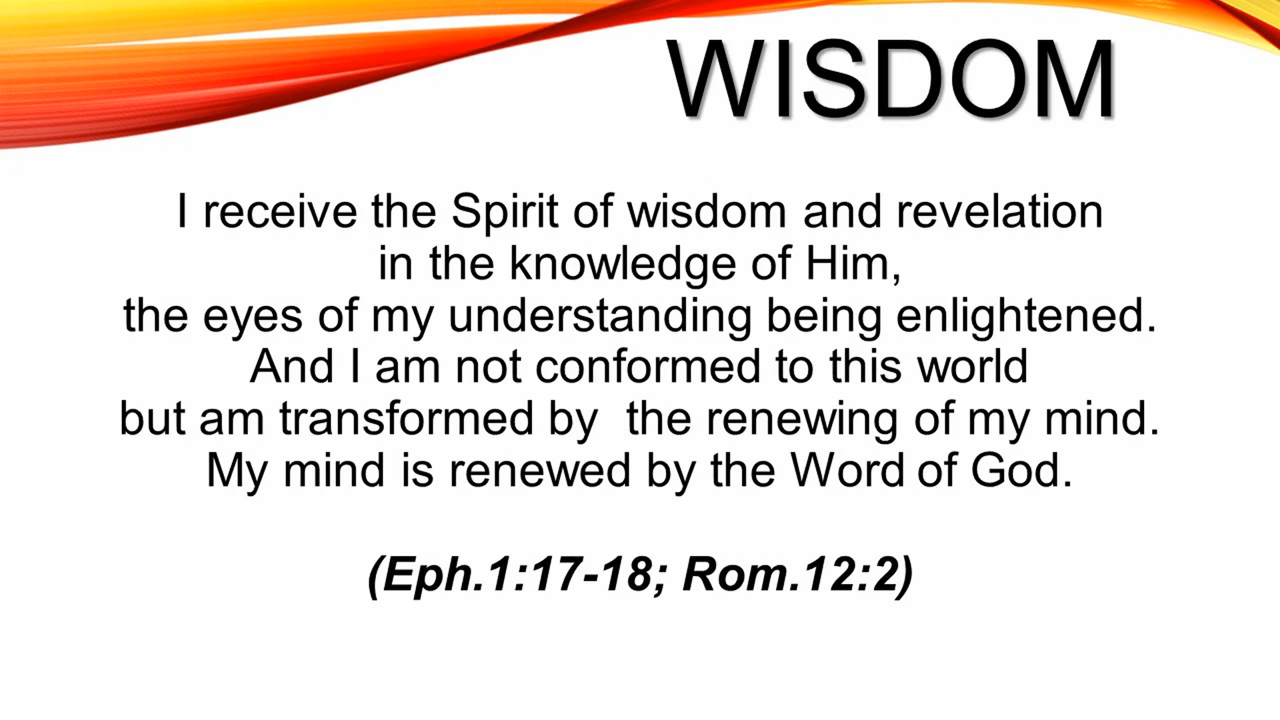 WISDOM
I receive the Spirit of wisdom and revelation
in the knowledge of Him,
the eyes of my understanding being enlightened.
And I am not conformed to this world
but am transformed by  the renewing of my mind.
My mind is renewed by the Word of God.
(Eph.1:17-18; Rom.12:2)